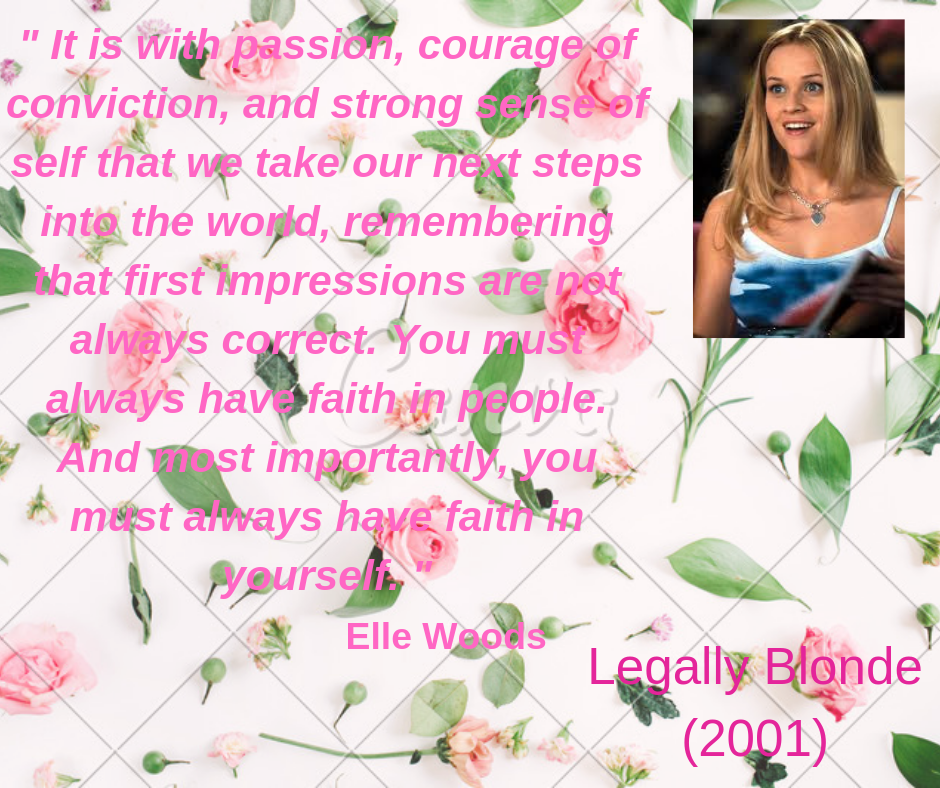 " It is with passion, courage of
conviction, and strong sense of
self that we take our next steps
into the world, remembering
that first impressions are not
always correct. You must
always have faith in people.
And most importantly, you
must always have faith in
yourself. "
Elle Woods
Legally Blonde
(2001)
Canva